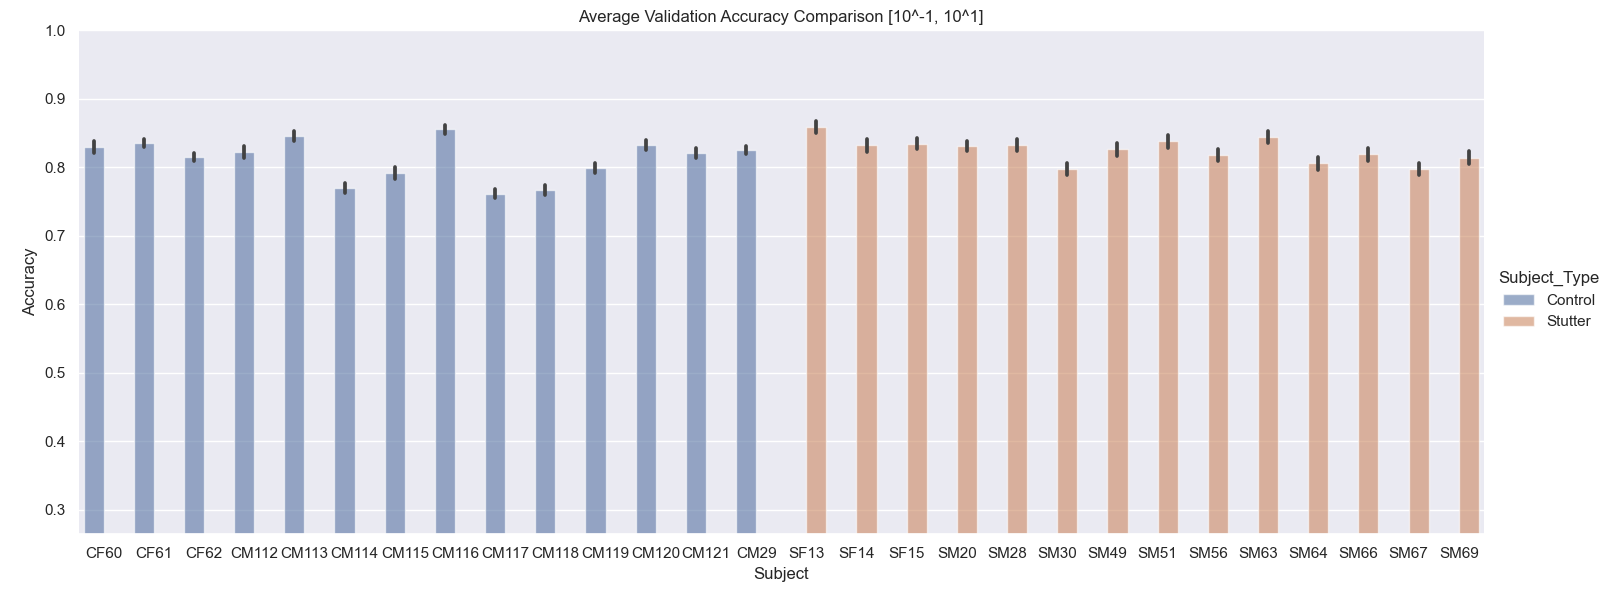 Average Validation Accuracy Comparison [10^-1, 10^1]
1.0
0.9
0.8
0.7
0.6
0.5
0.4
0.3
Accuracy
CF60 CF61 CF62 CM112 CM113 CM114 CM115 CM116 CM117 CM118 CM119 CM120 CM121 CM29 SF13 SF14 SF15 SM20 SM28 SM30 SM49 SM51 SM56 SM63 SM64 SM66 SM67 SM69
Subject
Subject_Type
Control
Stutter